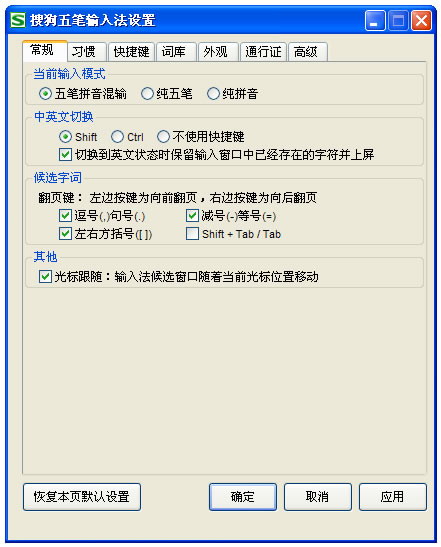 搜狗五笔输入法设置
常规 习惯 快捷键 词库 外观 通行证 高级
当前输入模式
五笔拼音混输 纯五笔 纯拼音
中英文切换
Shift Ctrl 不使用快捷键
切换到英文状态时保留输入窗口中已经存在的字符并上屏
候选字词
翻页键：左边按键为向前翻页，右边按键为向后翻页
逗号(,)句号(.) 减号(-)等号(=)
左右方括号([ ]) Shift + Tab / Tab
其他
光标跟随：输入法候选窗口随着当前光标位置移动
恢复本页默认设置 确定 取消 应用